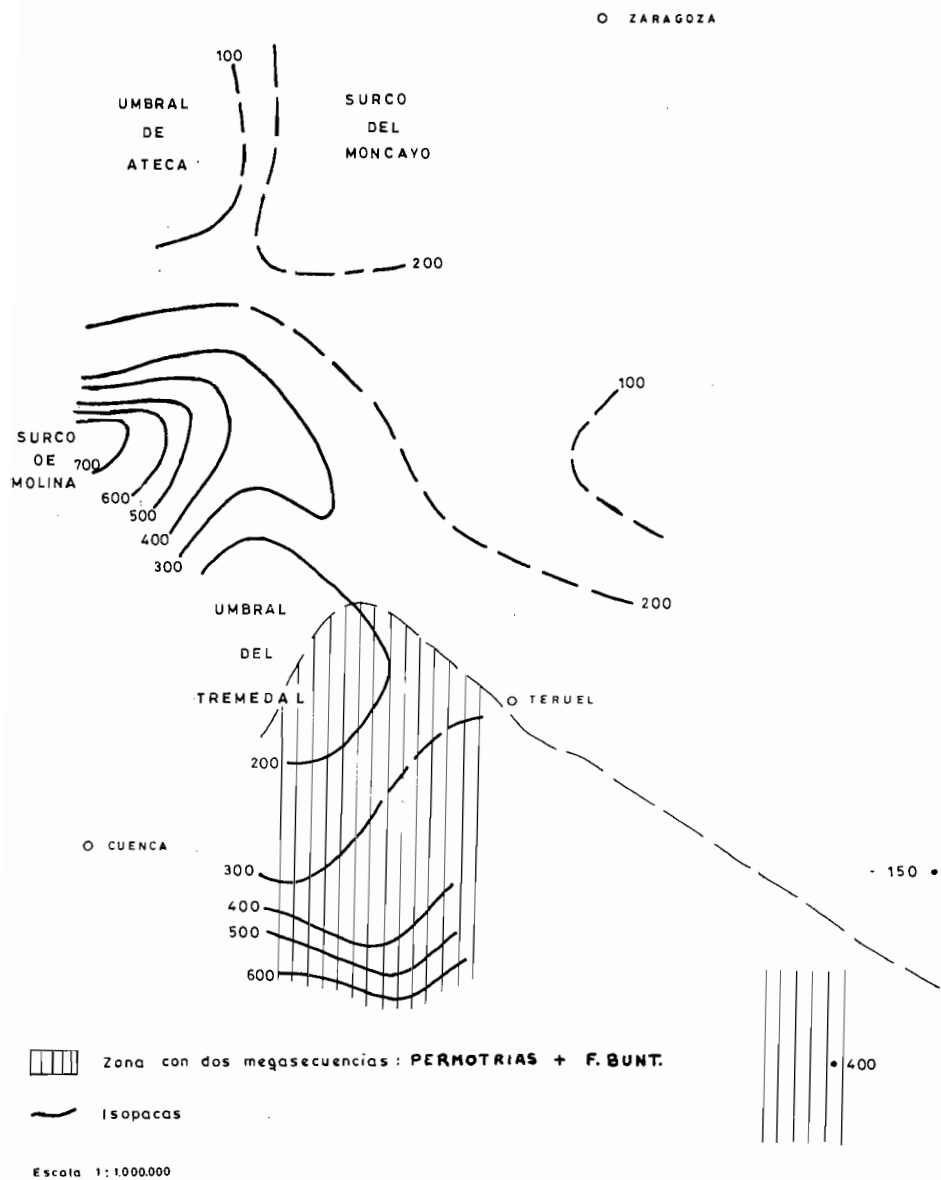 ZARAGOZA
100
UMBRAL
DE
ATECA
SURCO
DEL
MONCAYO
200
100
SURCO
DE
MOLINA
700
600
500
400
300
200
UMBRAL
DEL
TREMEDAL
TERUEL
200
CUENCA
300
150
400
500
600
400
Zona con dos megasecuencias: PERMOTRIAS + F. BUNT.
Isopacas
Escala 1:1.000.000